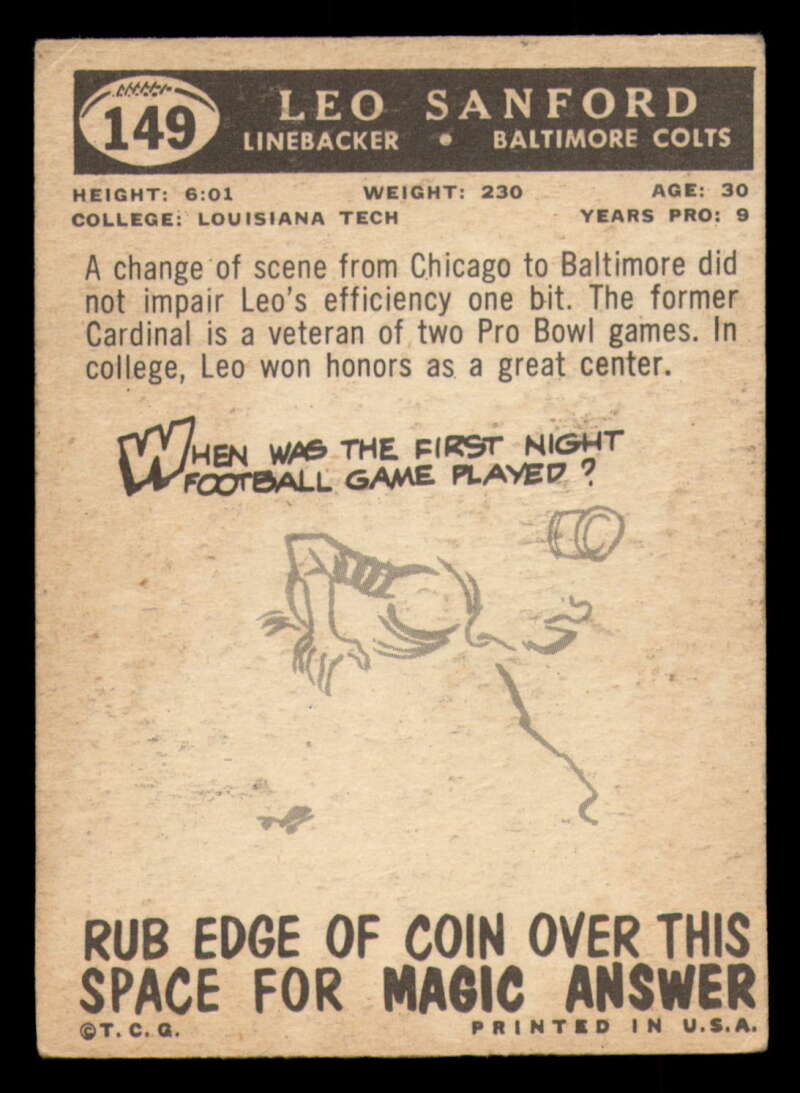 149
LEO SANFORD
LINEBACKER • BALTIMORE COLTS
HEIGHT: 6:01 WEIGHT: 230 AGE: 30
COLLEGE: LOUISIANA TECH YEARS PRO: 9
A change of scene from Chicago to Baltimore did
not impair Leo's efficiency one bit. The former
Cardinal is a veteran of two Pro Bowl games. In
college, Leo won honors as a great center.
WHEN WAS THE FIRST NIGHT
FOOTBALL GAME PLAYED?
RUB EDGE OF COIN OVER THIS
SPACE FOR MAGIC ANSWER
©T.C.G. PRINTED IN U.S.A.